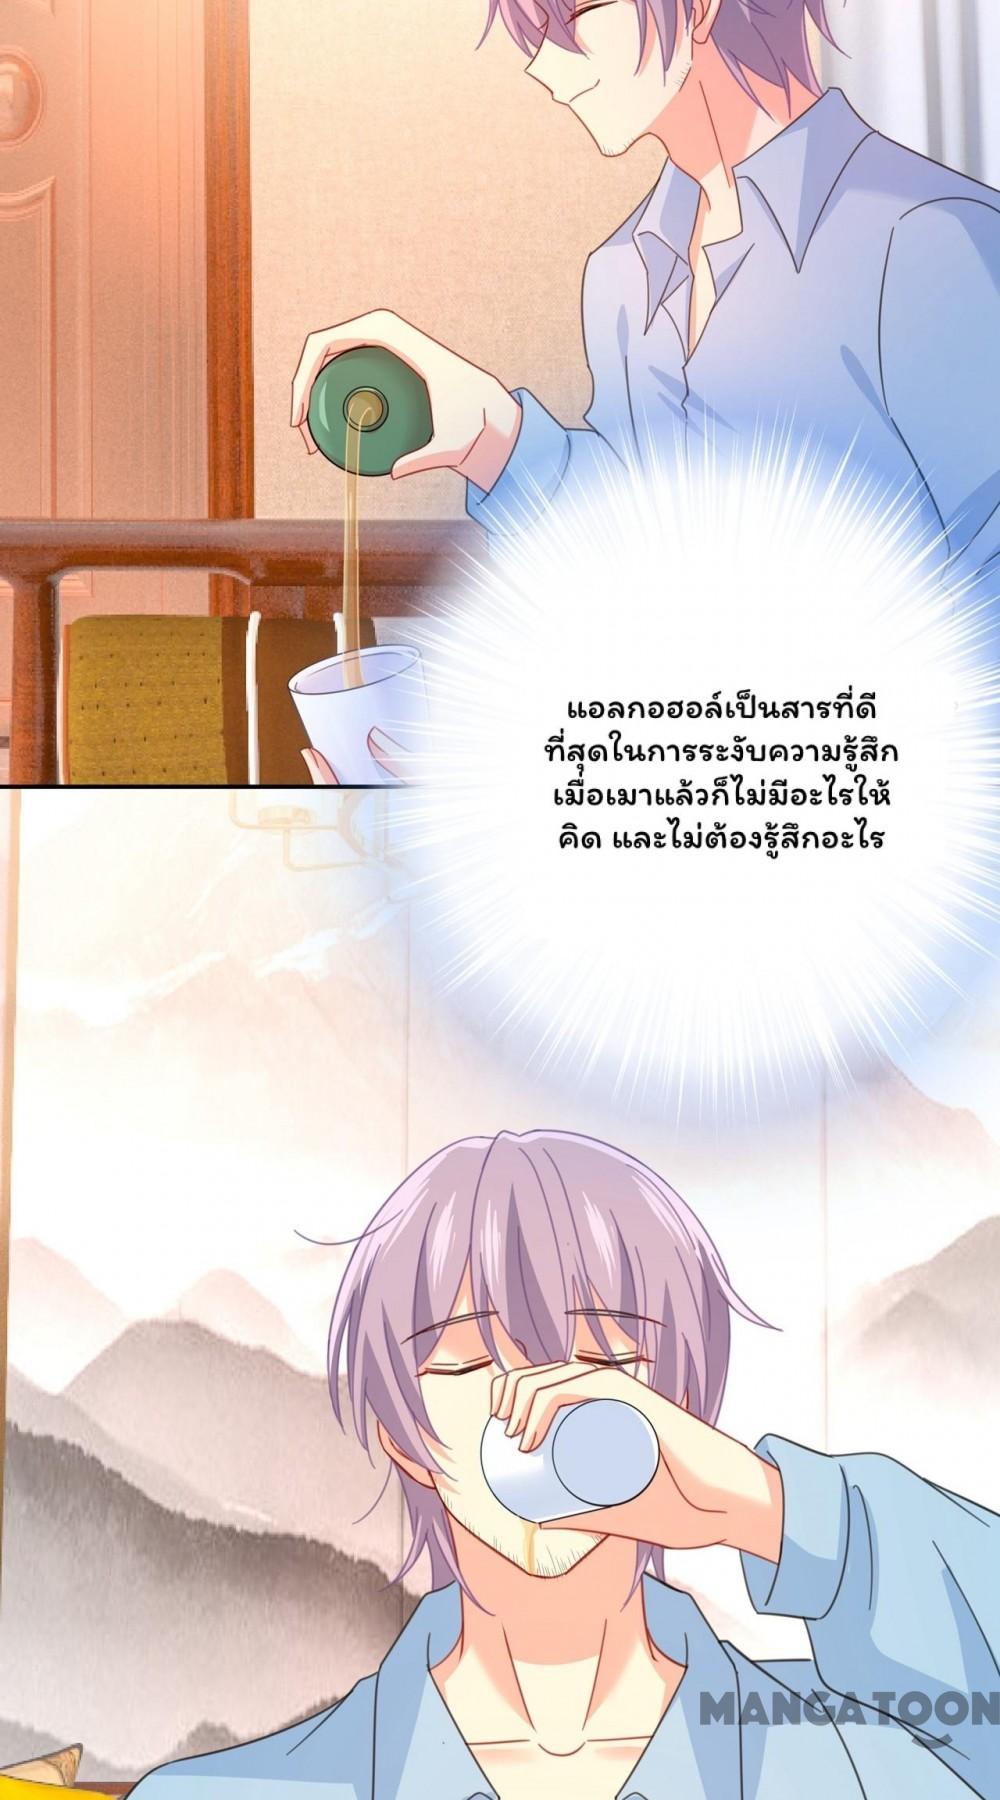 แอลกอฮอล์เป็นสารที่ดี
ที่สุดในการระงับความรู้สึก
เมื่อเมาแล้วก็ไม่มีอะไรให้
คิด และไม่ต้องรู้สึกอะไร
MANGATOON